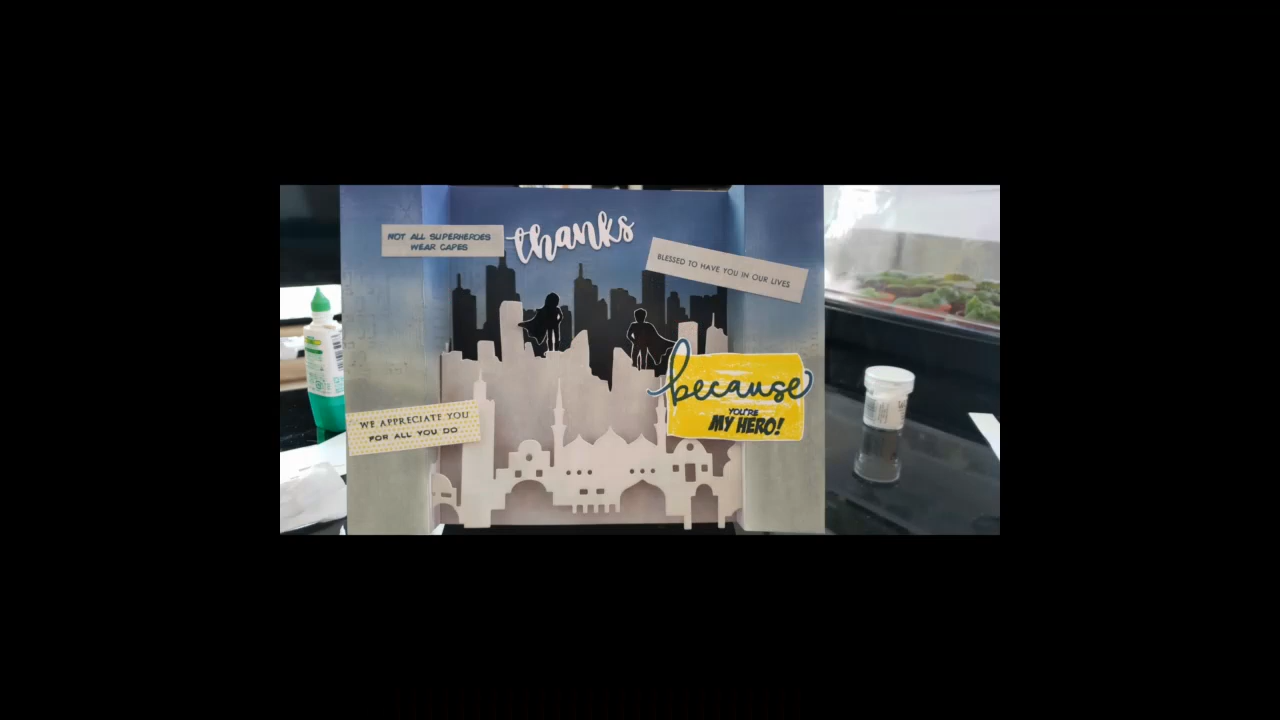 NOT ALL SUPERHEROES
WEAR CAPES
thanks
BLESSED TO HAVE YOU IN OUR LIVES
because
YOU'RE
MY HERO!
WE APPRECIATE YOU
FOR ALL YOU DO